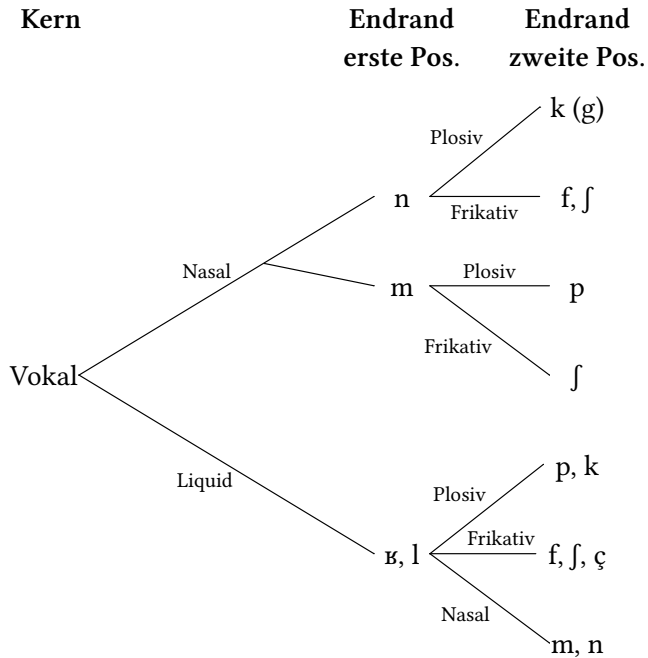 Kern
Endrand
erste Pos.
Endrand
zweite Pos.
k (g)
Plosiv
n
Frikativ
f, ʃ
Nasal
m
Plosiv
p
Frikativ
Vokal
ʃ
Liquid
p, k
Plosiv
ʁ, l
Frikativ
f, ʃ, ç
Nasal
m, n